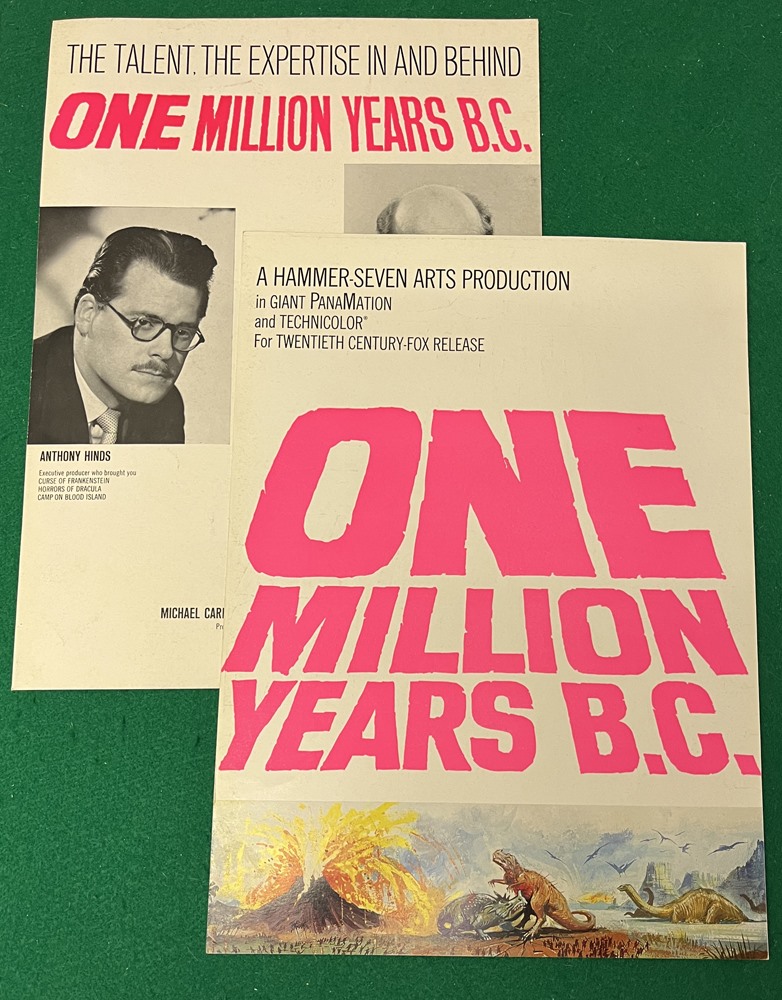 THE TALENT. THE EXPERTISE IN AND BEHIND
ONE MILLION YEARS B.C.
ANTHONY HINDS
Executive producer who brought you
CURSE OF FRANKENSTEIN
HORRORS OF DRACULA
CAMP ON BLOOD ISLAND
MICHAEL
A HAMMER-SEVEN ARTS PRODUCTION
in GIANT PANAMATION
and TECHNICOLOR®
For TWENTIETH CENTURY-FOX RELEASE
ONE
MILLION
YEARS B.C.